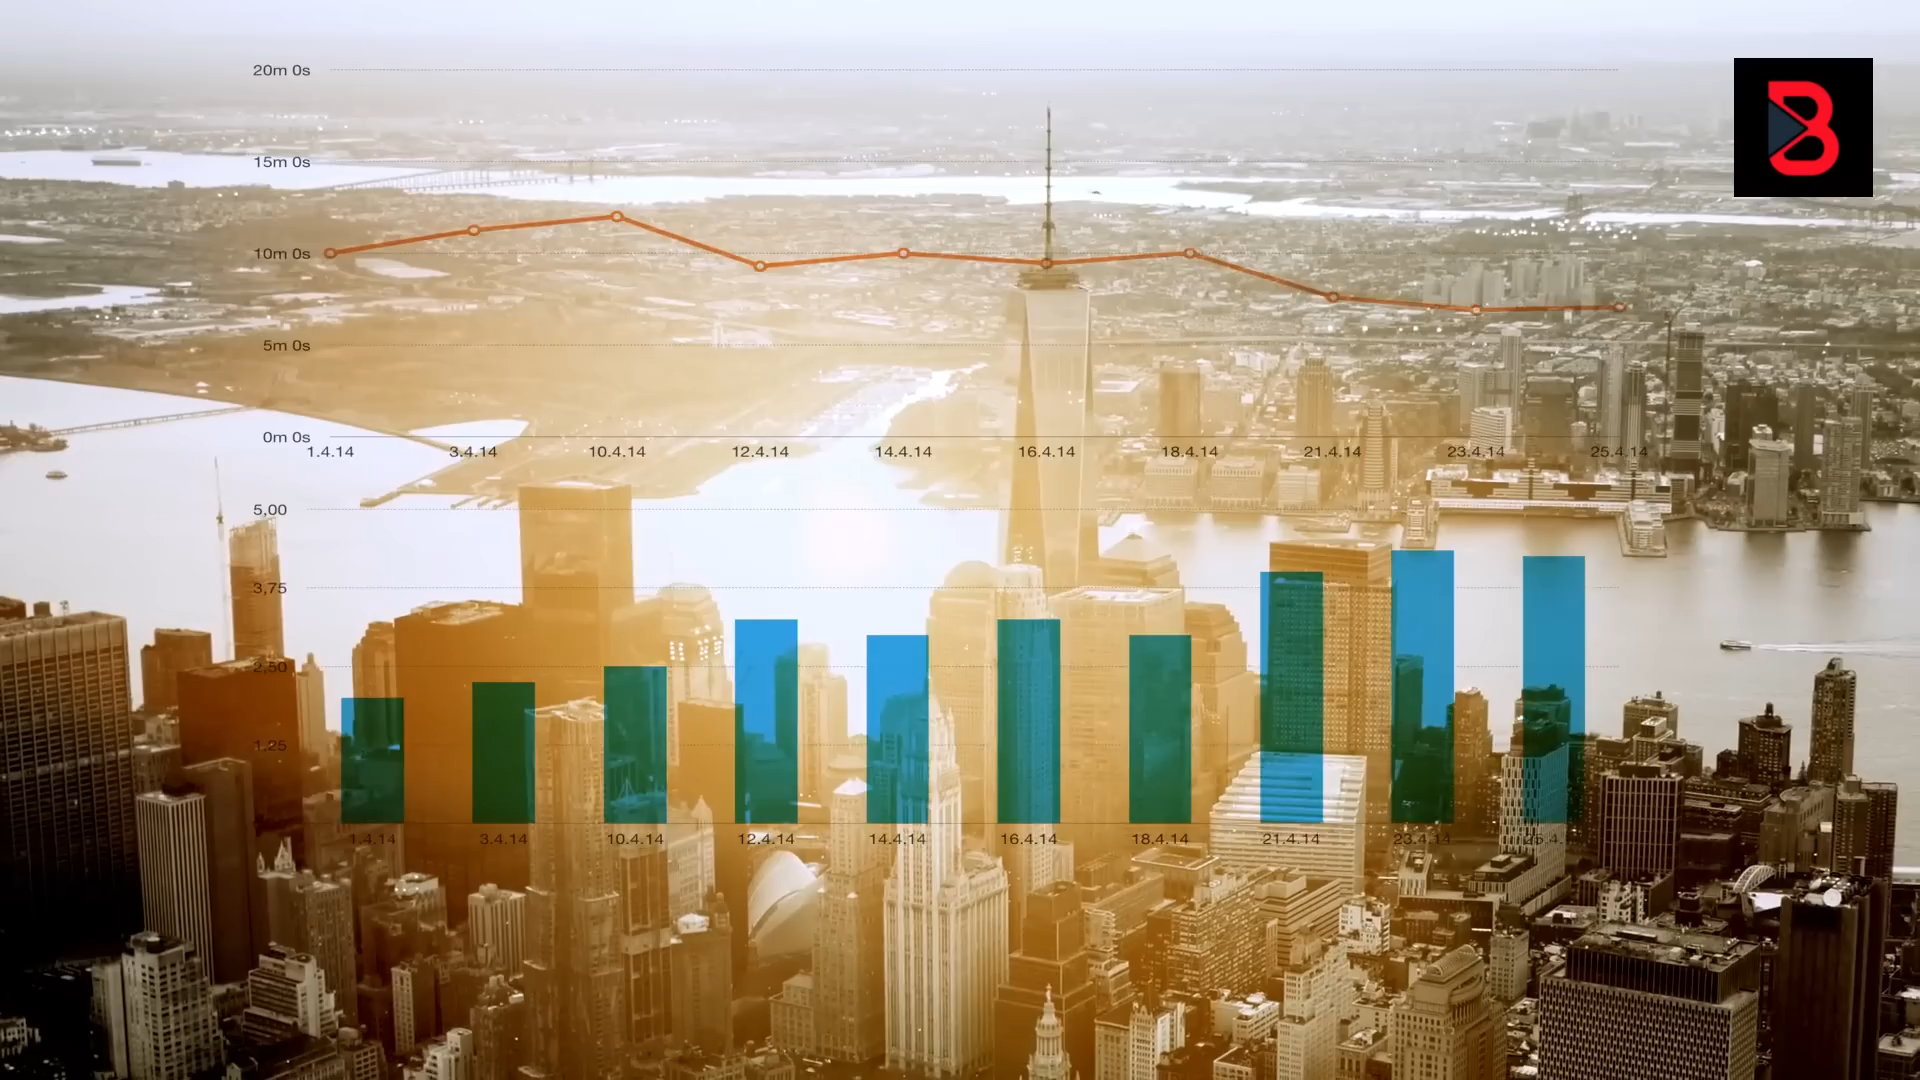 20m 0s
15m 0s
10m 0s
5m 0s
0m 0s
1.4.14 3.4.14 10.4.14 12.4.14 14.4.14 16.4.14 18.4.14 21.4.14 23.4.14 25.4.14
5,00
3,75
2,50
1,25
1.4.14 3.4.14 10.4.14 12.4.14 14.4.14 16.4.14 18.4.14 21.4.14 23.4.14
B